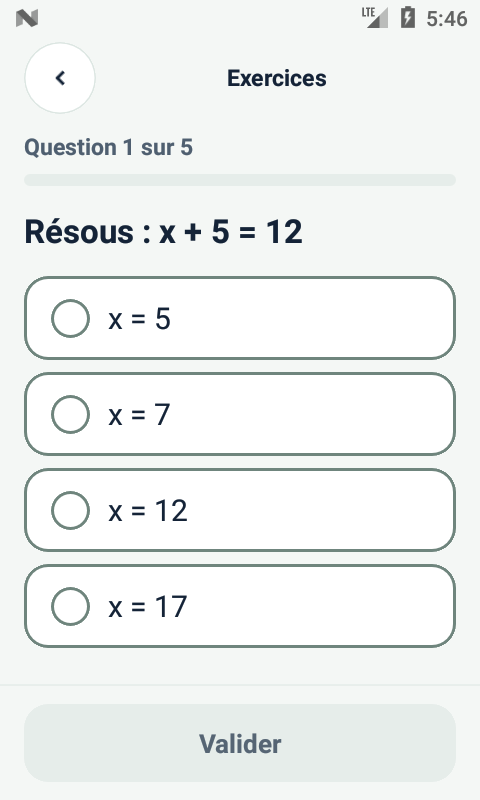 LTE 5:46
Exercices
Question 1 sur 5
Résous : x + 5 = 12
x = 5
x = 7
x = 12
x = 17
Valider